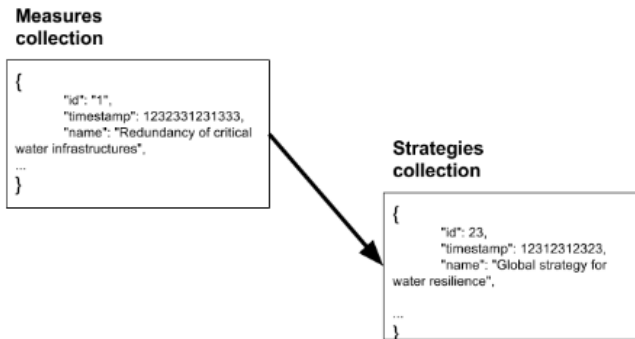 Measures
collection
{
"id": "1",
"timestamp": 1232331231333,
"name": "Redundancy of critical
water infrastructures",
...
}
Strategies
collection
{
"id": 23,
"timestamp": 12312312323,
"name": "Global strategy for
water resilience",
...
}